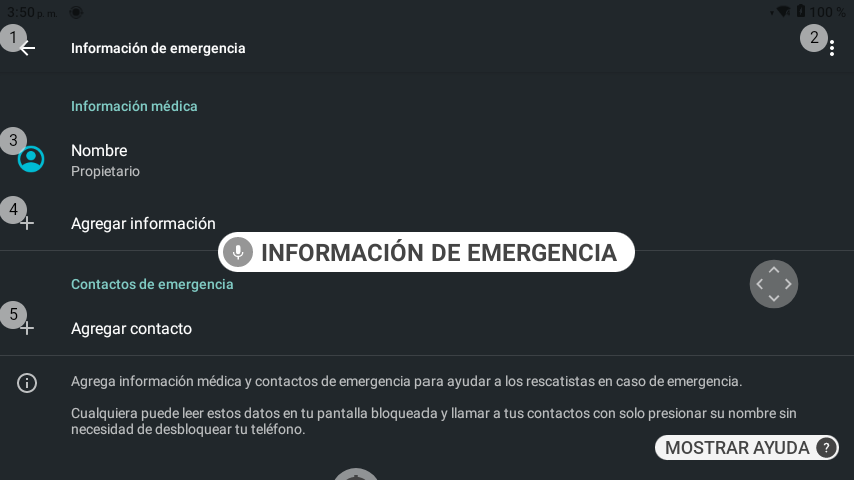 3:50 p. m. 100 %
1 Información de emergencia 2
Información médica
3 Nombre
Propietario
4 Agregar información
INFORMACIÓN DE EMERGENCIA
Contactos de emergencia
5 Agregar contacto
Agrega información médica y contactos de emergencia para ayudar a los rescatistas en caso de emergencia.
Cualquiera puede leer estos datos en tu pantalla bloqueada y llamar a tus contactos con solo presionar su nombre sin
necesidad de desbloquear tu teléfono.
MOSTRAR AYUDA ?